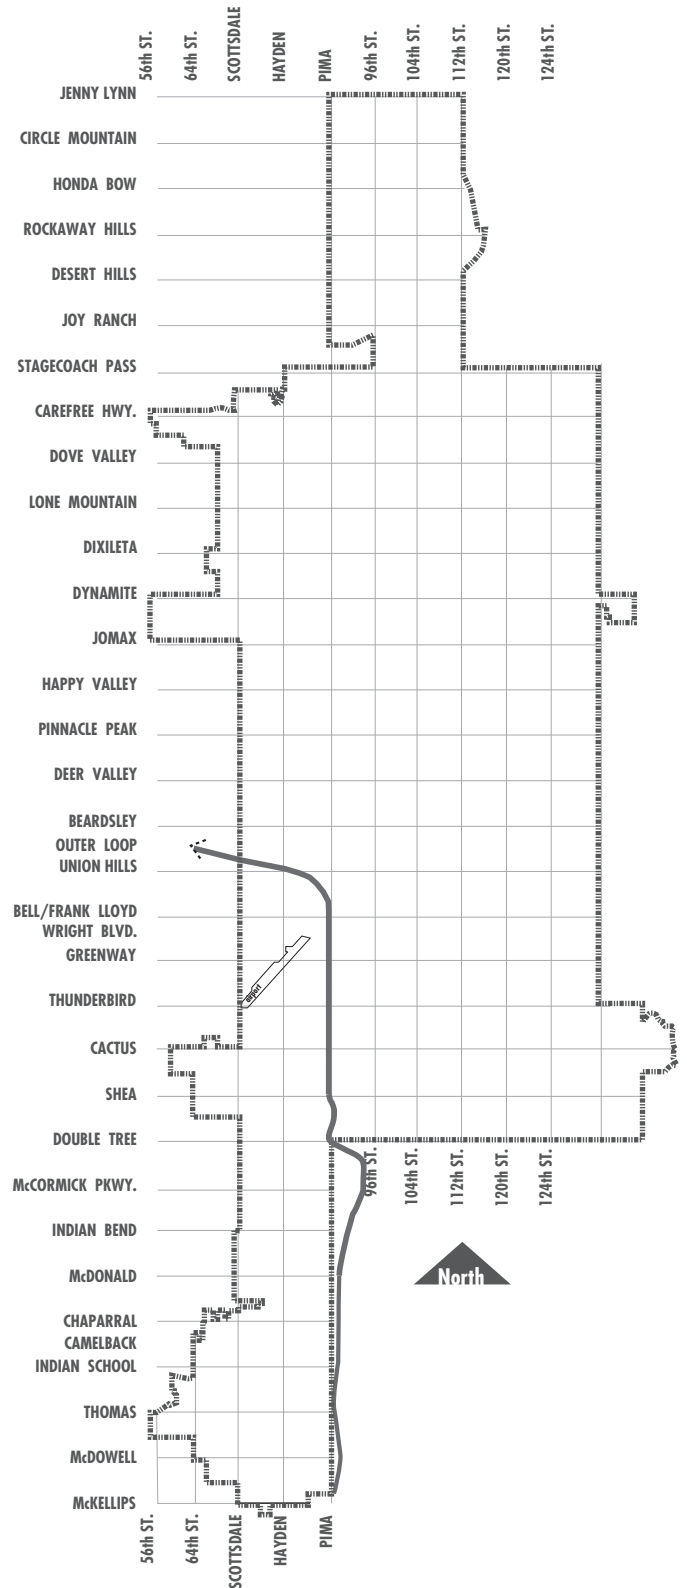 56th ST.
64th ST.
SCOTTSDALE
HAYDEN
PIMA
96th ST.
104th ST.
112th ST.
120th ST.
124th ST.
JENNY LYNN
CIRCLE MOUNTAIN
HONDA BOW
ROCKAWAY HILLS
DESERT HILLS
JOY RANCH
STAGECOACH PASS
CAREFREE HWY.
DOVE VALLEY
LONE MOUNTAIN
DIXILETA
DYNAMITE
JOMAX
HAPPY VALLEY
PINNACLE PEAK
DEER VALLEY
BEARDSLEY
OUTER LOOP
UNION HILLS
BELL/FRANK LLOYD
WRIGHT BLVD.
GREENWAY
THUNDERBIRD
airport
CACTUS
SHEA
DOUBLE TREE
McCORMICK PKWY.
INDIAN BEND
McDONALD
CHAPARRAL
CAMELBACK
INDIAN SCHOOL
THOMAS
McDOWELL
McKELLIPS
96th ST.
104th ST.
112th ST.
120th ST.
124th ST.
North
56th ST.
64th ST.
SCOTTSDALE
HAYDEN
PIMA